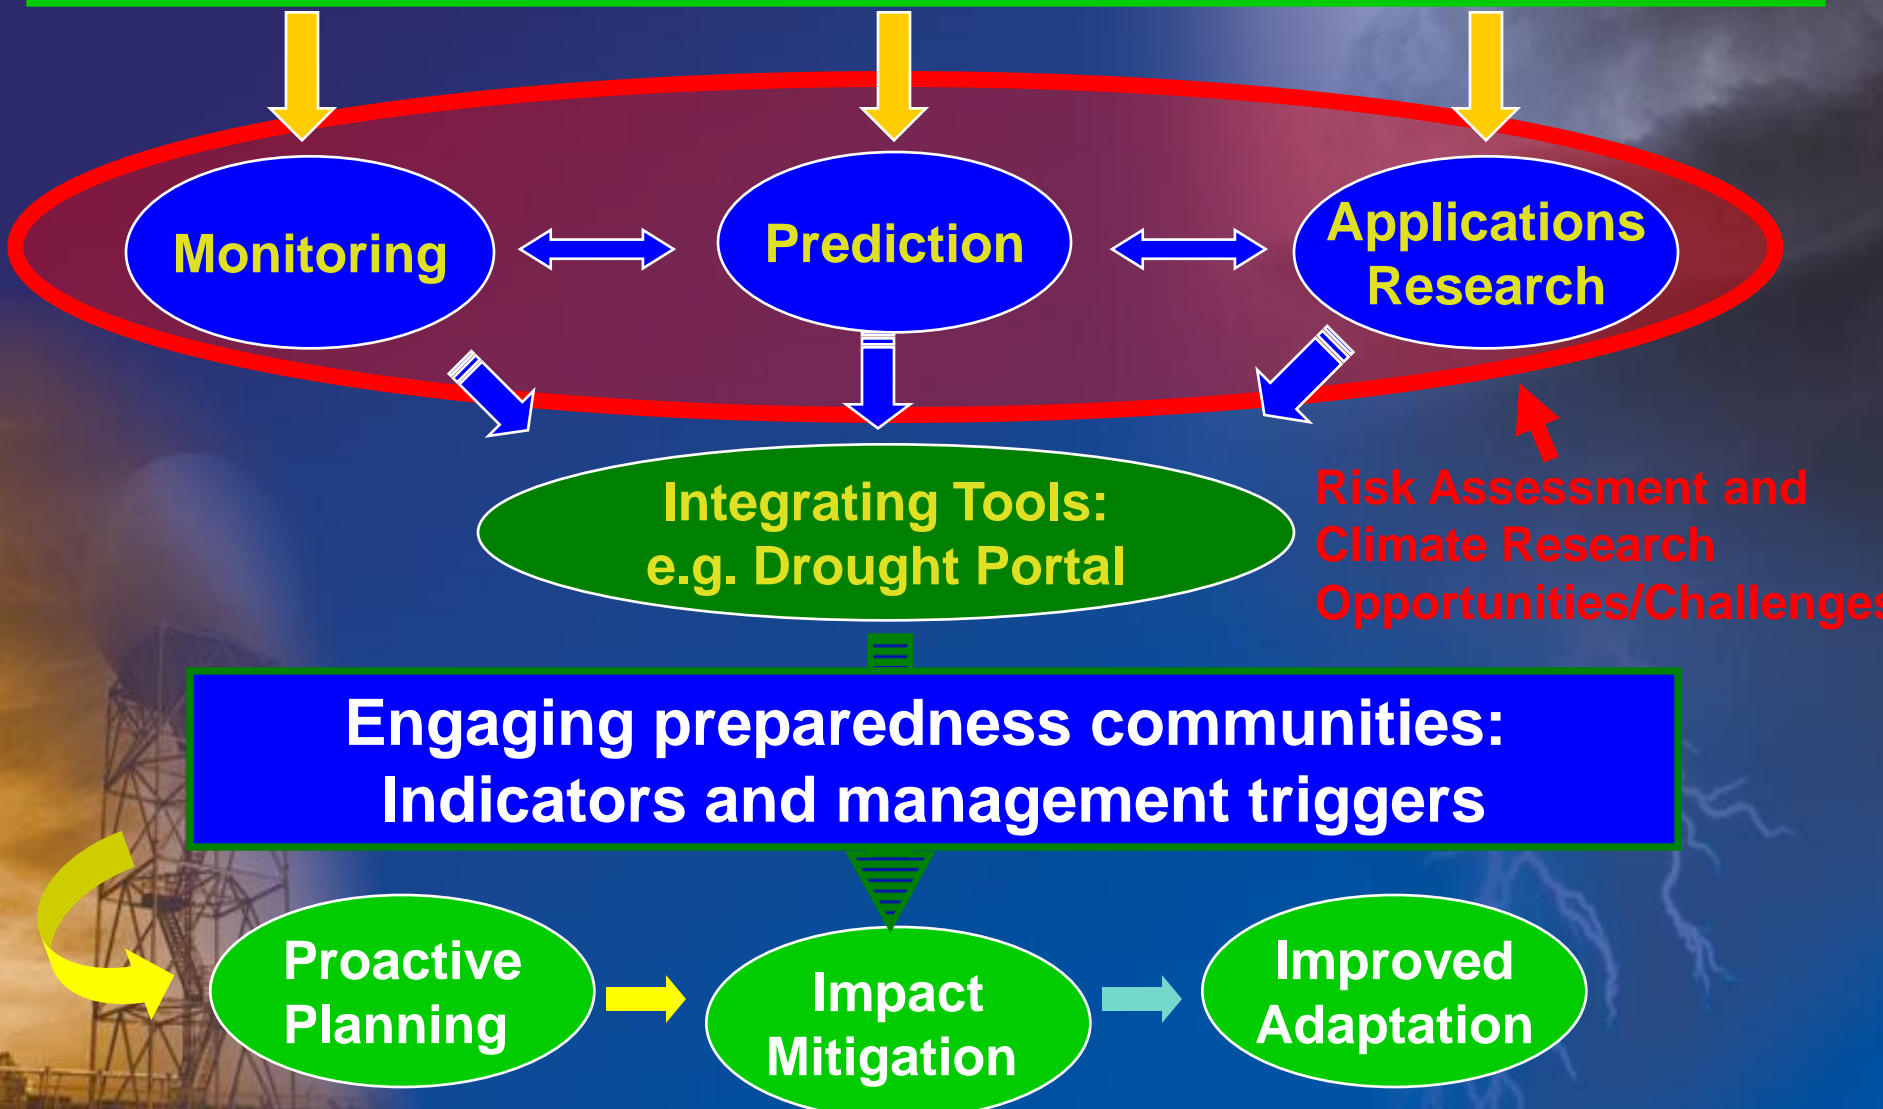 Monitoring
Prediction
Applications
Research
Integrating Tools:
e.g. Drought Portal
Risk Assessment and
Climate Research
Opportunities/Challenges
Engaging preparedness communities:
Indicators and management triggers
Proactive
Planning
Impact
Mitigation
Improved
Adaptation